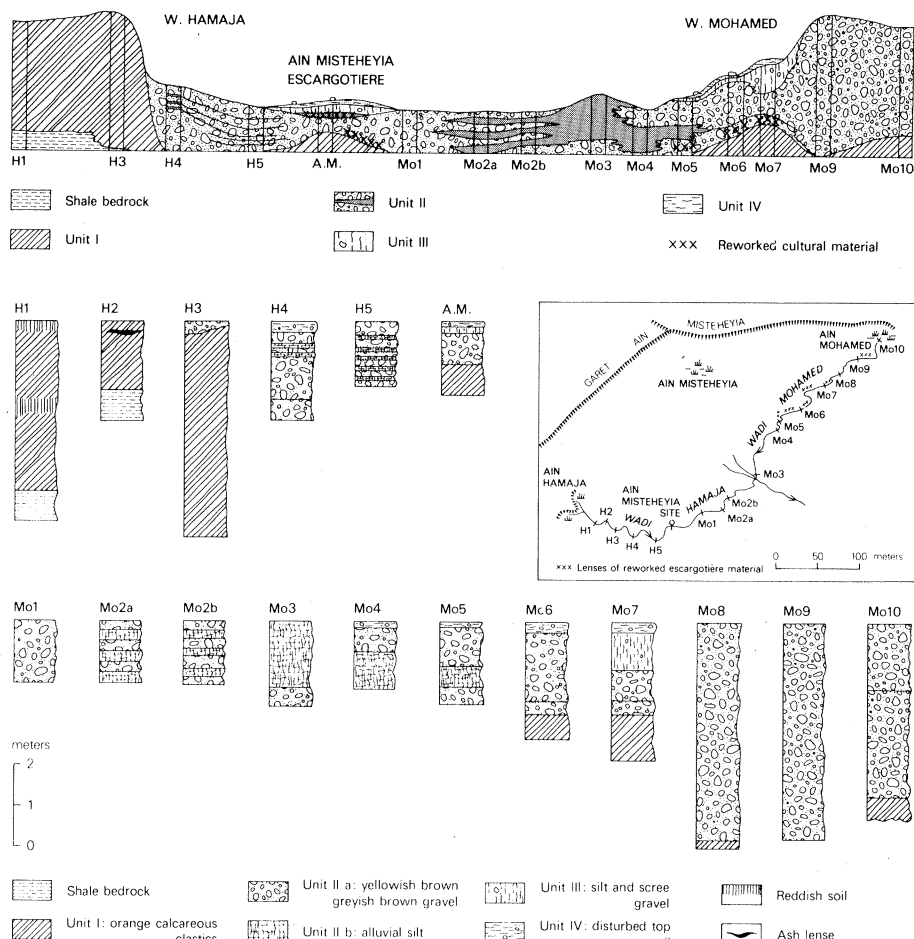 W. HAMAJA
W. MOHAMED
AIN MISTEHEYIA
ESCARGOTIERE
H1 H3 H4 H5 A.M. Mo1 Mo2a Mo2b Mo3 Mo4 Mo5 Mo6 Mo7 Mo9 Mo10
Shale bedrock
Unit II
Unit IV
Unit I
Unit III
xxx Reworked cultural material
H1 H2 H3 H4 H5 A.M.
GARET AIN MISTEHEYIA
AIN MISTEHEYIA
AIN
MOHAMED
Mo10
Mo9
Mo8
Mo7
Mo6
Mo5
Mo4
WADI MOHAMED
Mo3
AIN
HAMAJA
AIN
MISTEHEYIA
SITE
WADI HAMAJA
Mo2b
Mo2a
Mo1
H1
H2
H3
H4
H5
0 50 100 meters
xxx Lenses of reworked escargotière material
Mo1 Mo2a Mo2b Mo3 Mo4 Mo5 Mo6 Mo7 Mo8 Mo9 Mo10
meters
2
1
0
Shale bedrock
Unit II a: yellowish brown
greyish brown gravel
Unit III: silt and scree
gravel
Reddish soil
Unit I: orange calcareous
Unit II b: alluvial silt
Unit IV: disturbed top
Ash lense